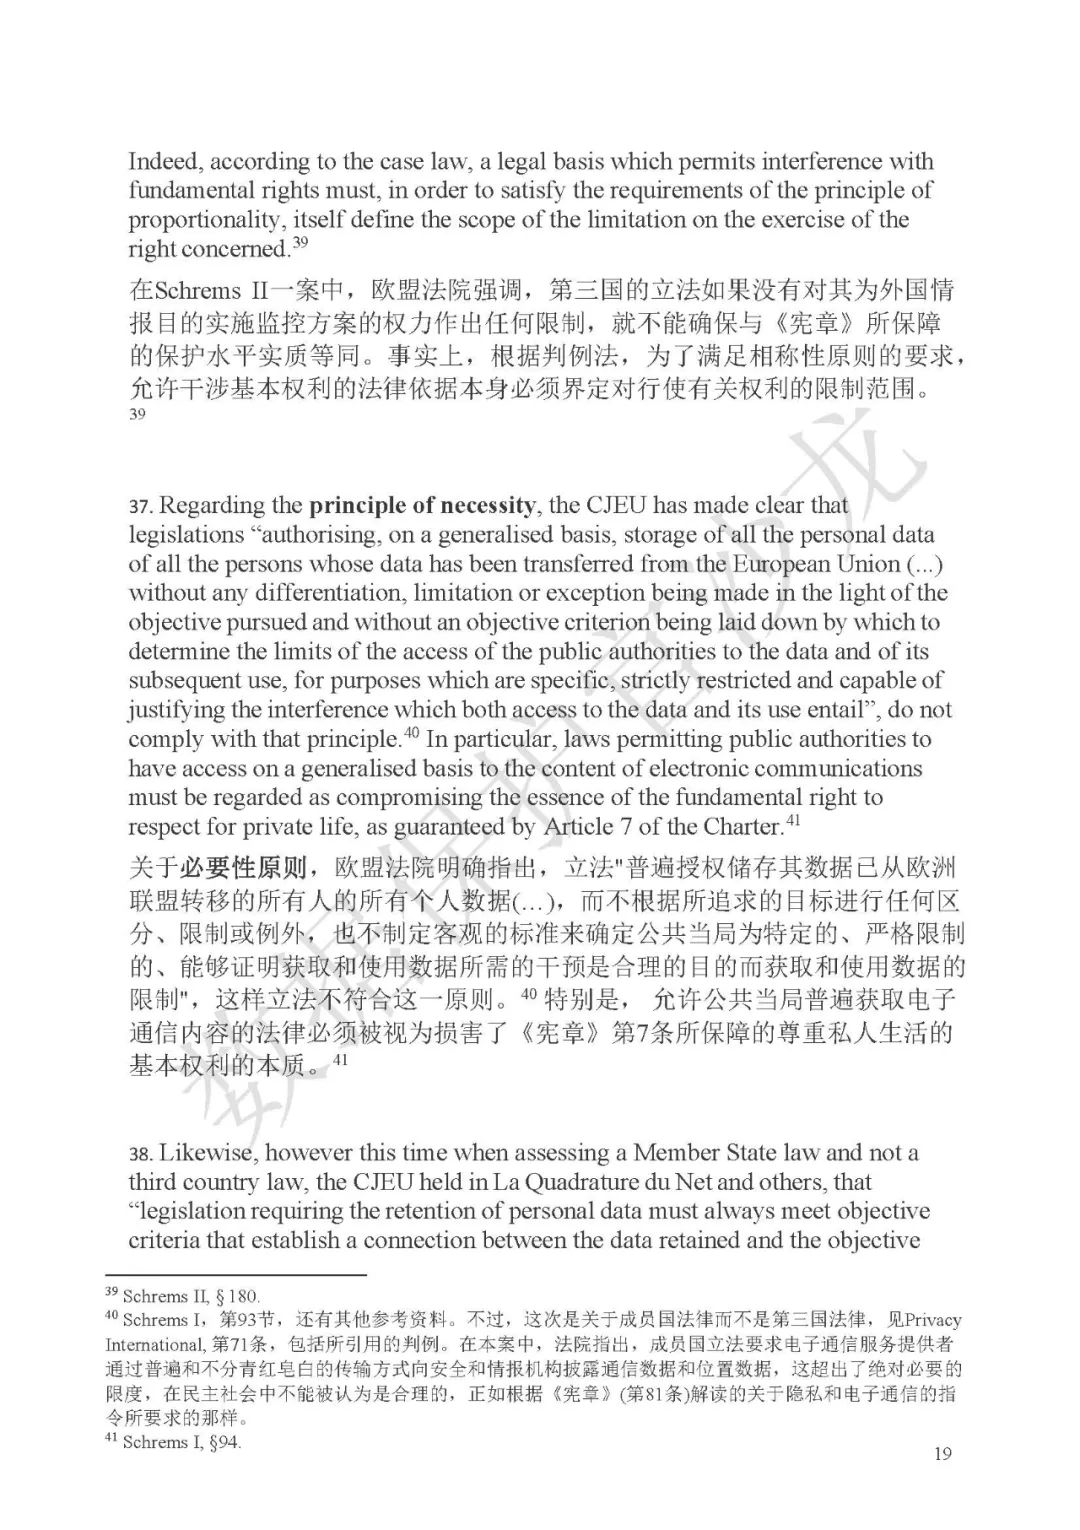 Indeed, according to the case law, a legal basis which permits interference with
fundamental rights must, in order to satisfy the requirements of the principle of
proportionality, itself define the scope of the limitation on the exercise of the
right concerned.39
在Schrems II一案中，欧盟法院强调，第三国的立法如果没有对其为外国情
报目的实施监控方案的权力作出任何限制，就不能确保与《宪章》所保障
的保护水平实质等同。事实上，根据判例法，为了满足相称性原则的要求，
允许干涉基本权利的法律依据本身必须界定对行使有关权利的限制范围。
39
37. Regarding the principle of necessity, the CJEU has made clear that
legislations “authorising, on a generalised basis, storage of all the personal data
of all the persons whose data has been transferred from the European Union (...)
without any differentiation, limitation or exception being made in the light of the
objective pursued and without an objective criterion being laid down by which to
determine the limits of the access of the public authorities to the data and of its
subsequent use, for purposes which are specific, strictly restricted and capable of
justifying the interference which both access to the data and its use entail”, do not
comply with that principle.40 In particular, laws permitting public authorities to
have access on a generalised basis to the content of electronic communications
must be regarded as compromising the essence of the fundamental right to
respect for private life, as guaranteed by Article 7 of the Charter.41
关于必要性原则，欧盟法院明确指出，立法"普遍授权储存其数据已从欧洲
联盟转移的所有人的所有个人数据(...)，而不根据所追求的目标进行任何区
分、限制或例外，也不制定客观的标准来确定公共当局为特定的、严格限制
的、能够证明获取和使用数据所需的干预是合理的目的而获取和使用数据的
限制"，这样立法不符合这一原则。40 特别是， 允许公共当局普遍获取电子
通信内容的法律必须被视为损害了《宪章》第7条所保障的尊重私人生活的
基本权利的本质。41
38. Likewise, however this time when assessing a Member State law and not a
third country law, the CJEU held in La Quadrature du Net and others, that
“legislation requiring the retention of personal data must always meet objective
criteria that establish a connection between the data retained and the objective
39 Schrems II, § 180.
40 Schrems I，第93节，还有其他参考资料。不过，这次是关于成员国法律而不是第三国法律，见Privacy
International, 第71条，包括所引用的判例。在本案中，法院指出，成员国立法要求电子通信服务提供者
通过普遍和不分青红皂白的传输方式向安全和情报机构披露通信数据和位置数据，这超出了绝对必要的
限度，在民主社会中不能被认为是合理的，正如根据《宪章》(第81条)解读的关于隐私和电子通信的指
令所要求的那样。
41 Schrems I, §94.
19
数据保护官沙龙